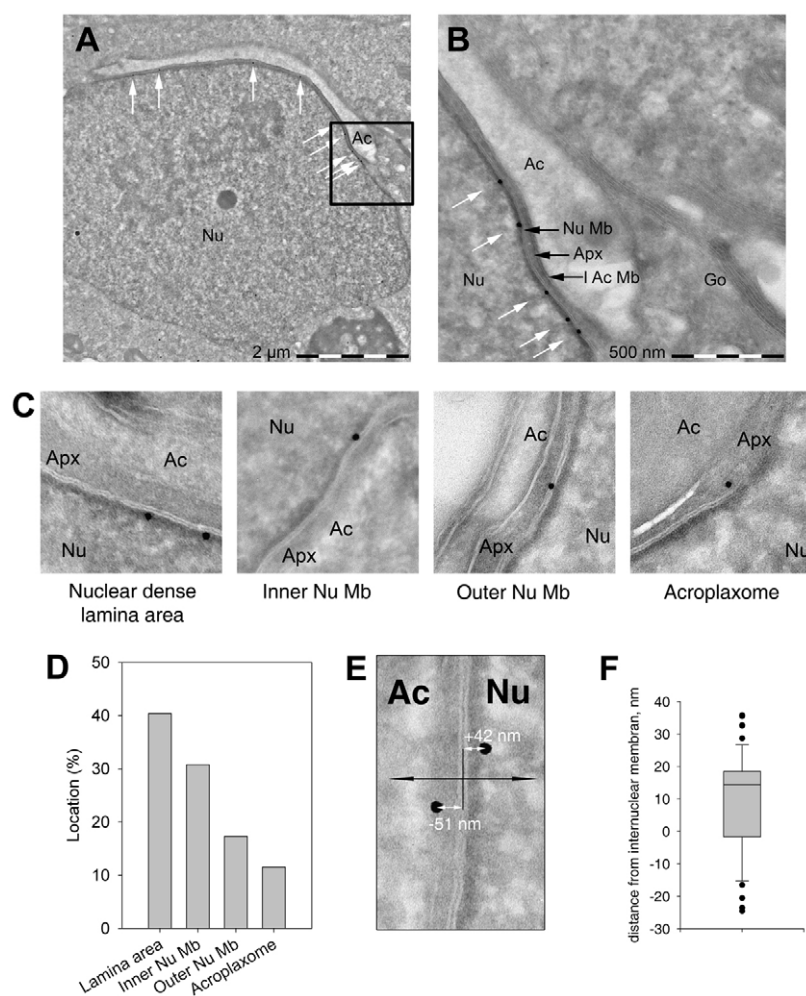 A
Ac
Nu
2 µm
B
Ac
Nu Mb
Apx
I Ac Mb
Nu
Go
500 nm
C
Apx
Ac
Nu
Nuclear dense
lamina area
Nu
Ac
Apx
Inner Nu Mb
Ac
Apx
Nu
Outer Nu Mb
Ac
Apx
Nu
Acroplaxome
D
Location (%)
50
40
30
20
10
0
Lamina area
Inner Nu Mb
Outer Nu Mb
Acroplaxome
E
Ac Nu
+42 nm
-51 nm
F
distance from internuclear membran, nm
40
30
20
10
0
-10
-20
-30